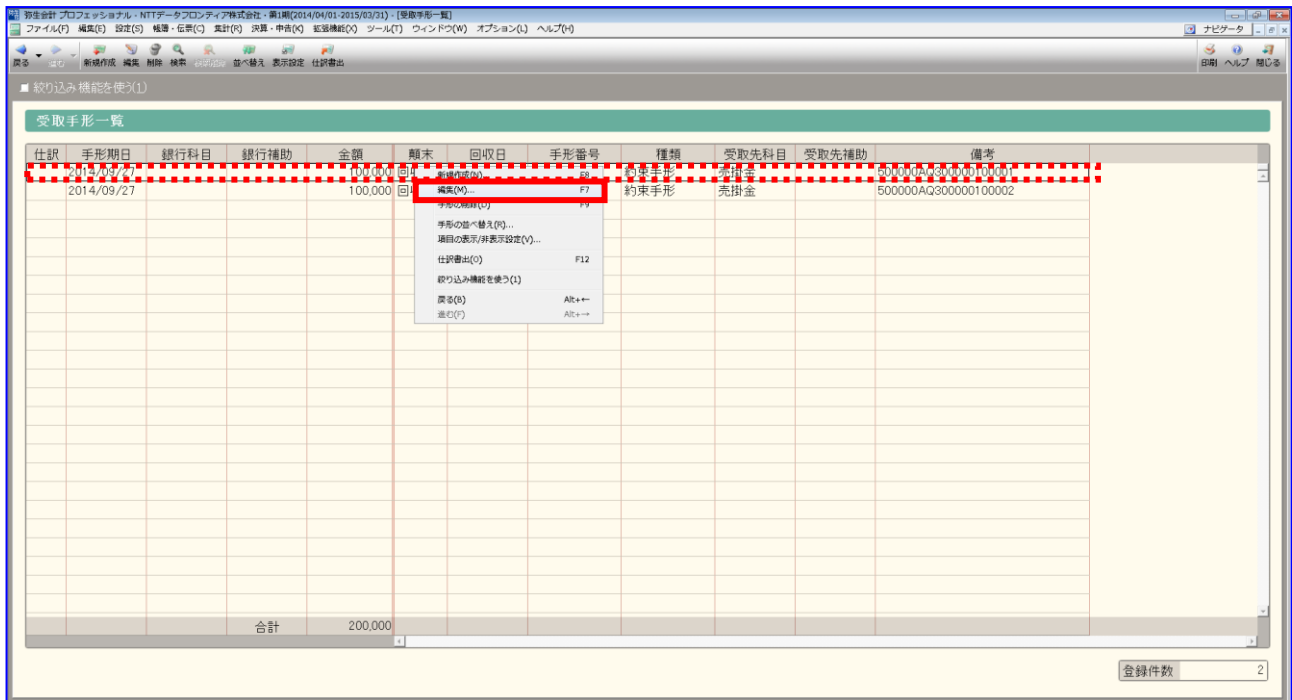 弥生会計 プロフェッショナル - NTTデータフロンティア株式会社 - 第1期(2014/04/01-2015/03/31) - [受取手形一覧]
ファイル(F) 編集(E) 設定(S) 帳簿・伝票(C) 集計(R) 決算・申告(K) 拡張機能(X) ツール(T) ウィンドウ(W) オプション(L) ヘルプ(H) ナビゲータ
戻る 進む 新規作成 編集 削除 検索 並べ替え 表示設定 仕訳書出 印刷 ヘルプ 閉じる
■ 絞り込み機能を使う(1)
受取手形一覧
仕訳 手形期日 銀行科目 銀行補助 金額 顛末 回収日 手形番号 種類 受取先科目 受取先補助 備考
2014/09/27 100,000 約束手形 売掛金 500000AQ300000100001
2014/09/27 100,000 約束手形 売掛金 500000AQ300000100002
新規作成(N)... F8
編集(M)... F7
手形の削除(D) F9
手形の並べ替え(R)...
項目の表示/非表示設定(V)...
仕訳書出(O) F12
絞り込み機能を使う(1)
戻る(B) Alt+←
進む(F) Alt+→
合計 200,000
登録件数 2